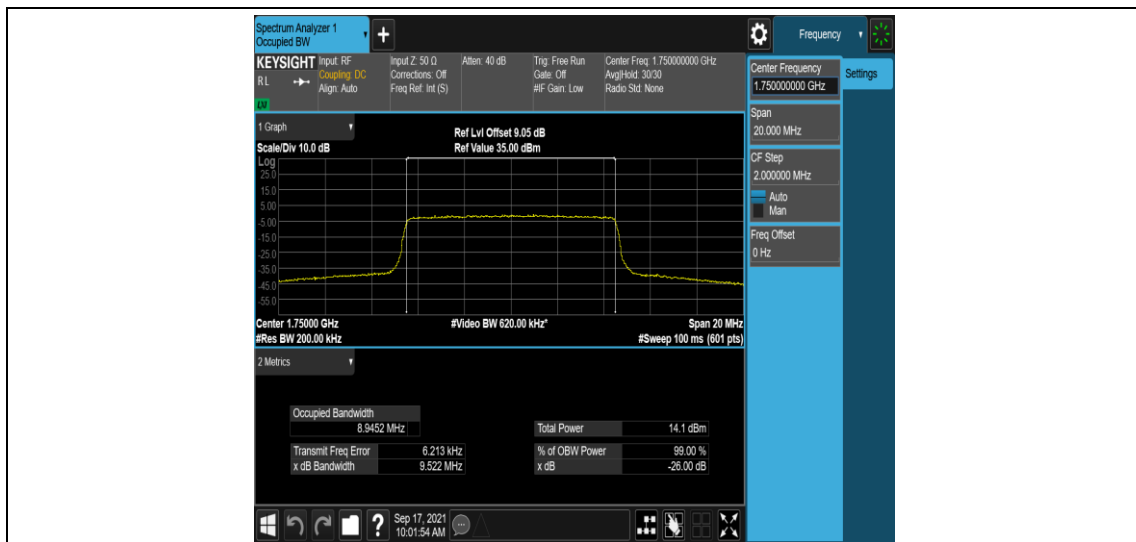 Spectrum Analyzer 1
Occupied BW
+
Frequency
KEYSIGHT
RL
LXI
Input: RF
Coupling: DC
Align: Auto
Input Z: 50 Ω
Corrections: Off
Freq Ref: Int (S)
Atten: 40 dB
Trig: Free Run
Gate: Off
#IF Gain: Low
Center Freq: 1.750000000 GHz
Avg|Hold: 30/30
Radio Std: None
Center Frequency
1.750000000 GHz
Settings
Span
20.000 MHz
CF Step
2.000000 MHz
Auto
Man
Freq Offset
0 Hz
1 Graph
Scale/Div 10.0 dB
Ref Lvl Offset 9.05 dB
Ref Value 35.00 dBm
Log
25.0
15.0
5.00
-5.00
-15.0
-25.0
-35.0
-45.0
-55.0
Center 1.75000 GHz
#Video BW 620.00 kHz*
Span 20 MHz
#Res BW 200.00 kHz
#Sweep 100 ms (601 pts)
2 Metrics
Occupied Bandwidth
8.9452 MHz
Total Power 14.1 dBm
Transmit Freq Error 6.213 kHz
% of OBW Power 99.00 %
x dB Bandwidth 9.522 MHz
x dB -26.00 dB
?
Sep 17, 2021
10:01:54 AM